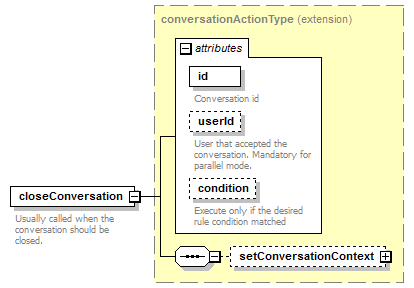 conversationActionType (extension)
attributes
id
Conversation id
userId
User that accepted the
conversation. Mandatory for
parallel mode.
condition
Execute only if the desired
rule condition matched
closeConversation
Usually called when the
conversation should be
closed.
setConversationContext